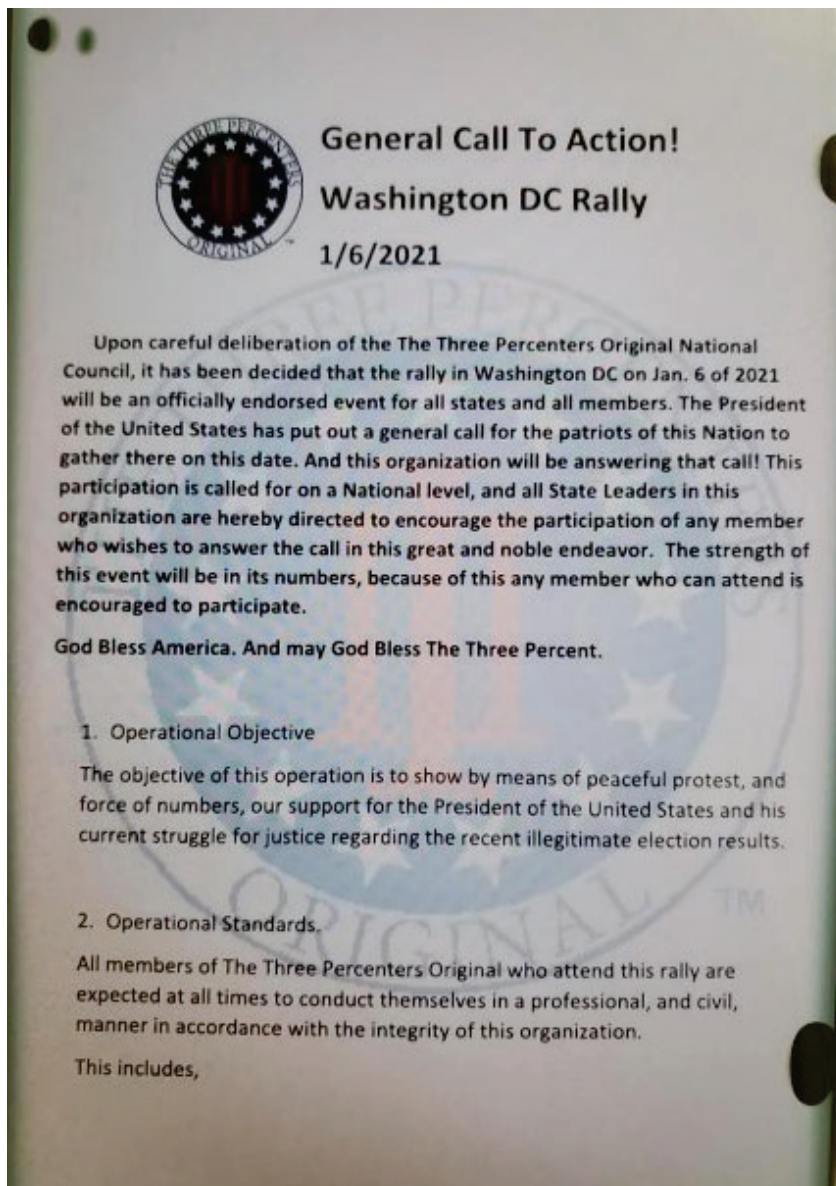 THE THREE PERCENTERS
ORIGINAL
™
General Call To Action!
Washington DC Rally
1/6/2021
Upon careful deliberation of the The Three Percenters Original National
Council, it has been decided that the rally in Washington DC on Jan. 6 of 2021
will be an officially endorsed event for all states and all members. The President
of the United States has put out a general call for the patriots of this Nation to
gather there on this date. And this organization will be answering that call! This
participation is called for on a National level, and all State Leaders in this
organization are hereby directed to encourage the participation of any member
who wishes to answer the call in this great and noble endeavor. The strength of
this event will be in its numbers, because of this any member who can attend is
encouraged to participate.
God Bless America. And may God Bless The Three Percent.
1. Operational Objective
The objective of this operation is to show by means of peaceful protest, and
force of numbers, our support for the President of the United States and his
current struggle for justice regarding the recent illegitimate election results.
2. Operational Standards.
All members of The Three Percenters Original who attend this rally are
expected at all times to conduct themselves in a professional, and civil,
manner in accordance with the integrity of this organization.
This includes,
THE THREE PERCENTERS
ORIGINAL
TM